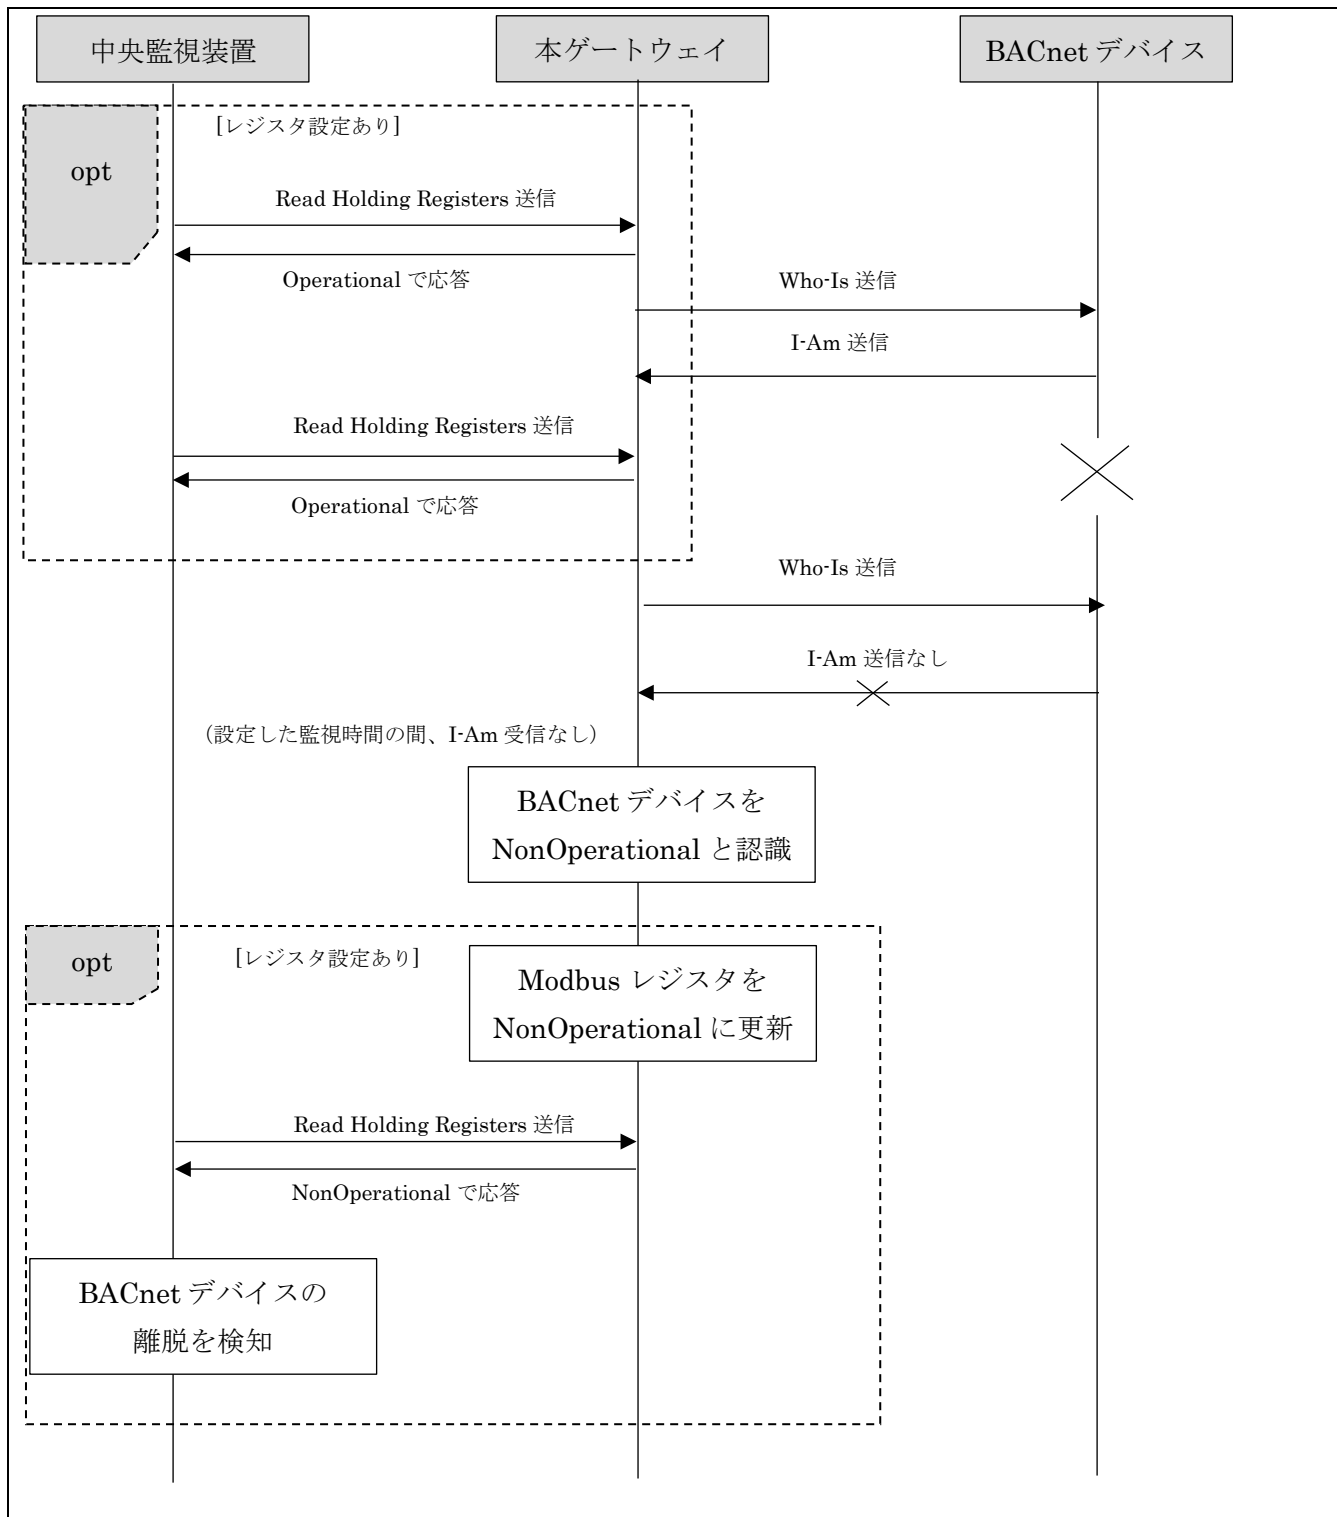 中央監視装置
本ゲートウェイ
BACnet デバイス
opt
[レジスタ設定あり]
Read Holding Registers 送信
Operational で応答
Who-Is 送信
I-Am 送信
Read Holding Registers 送信
Operational で応答
Who-Is 送信
I-Am 送信なし
（設定した監視時間の間、I-Am 受信なし）
BACnet デバイスを
NonOperational と認識
opt
[レジスタ設定あり]
Modbus レジスタを
NonOperational に更新
Read Holding Registers 送信
NonOperational で応答
BACnet デバイスの
離脱を検知